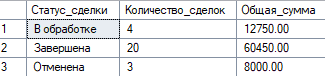 Статус_сделки Количество_сделок Общая_сумма
1 В обработке 4 12750.00
2 Завершена 20 60450.00
3 Отменена 3 8000.00